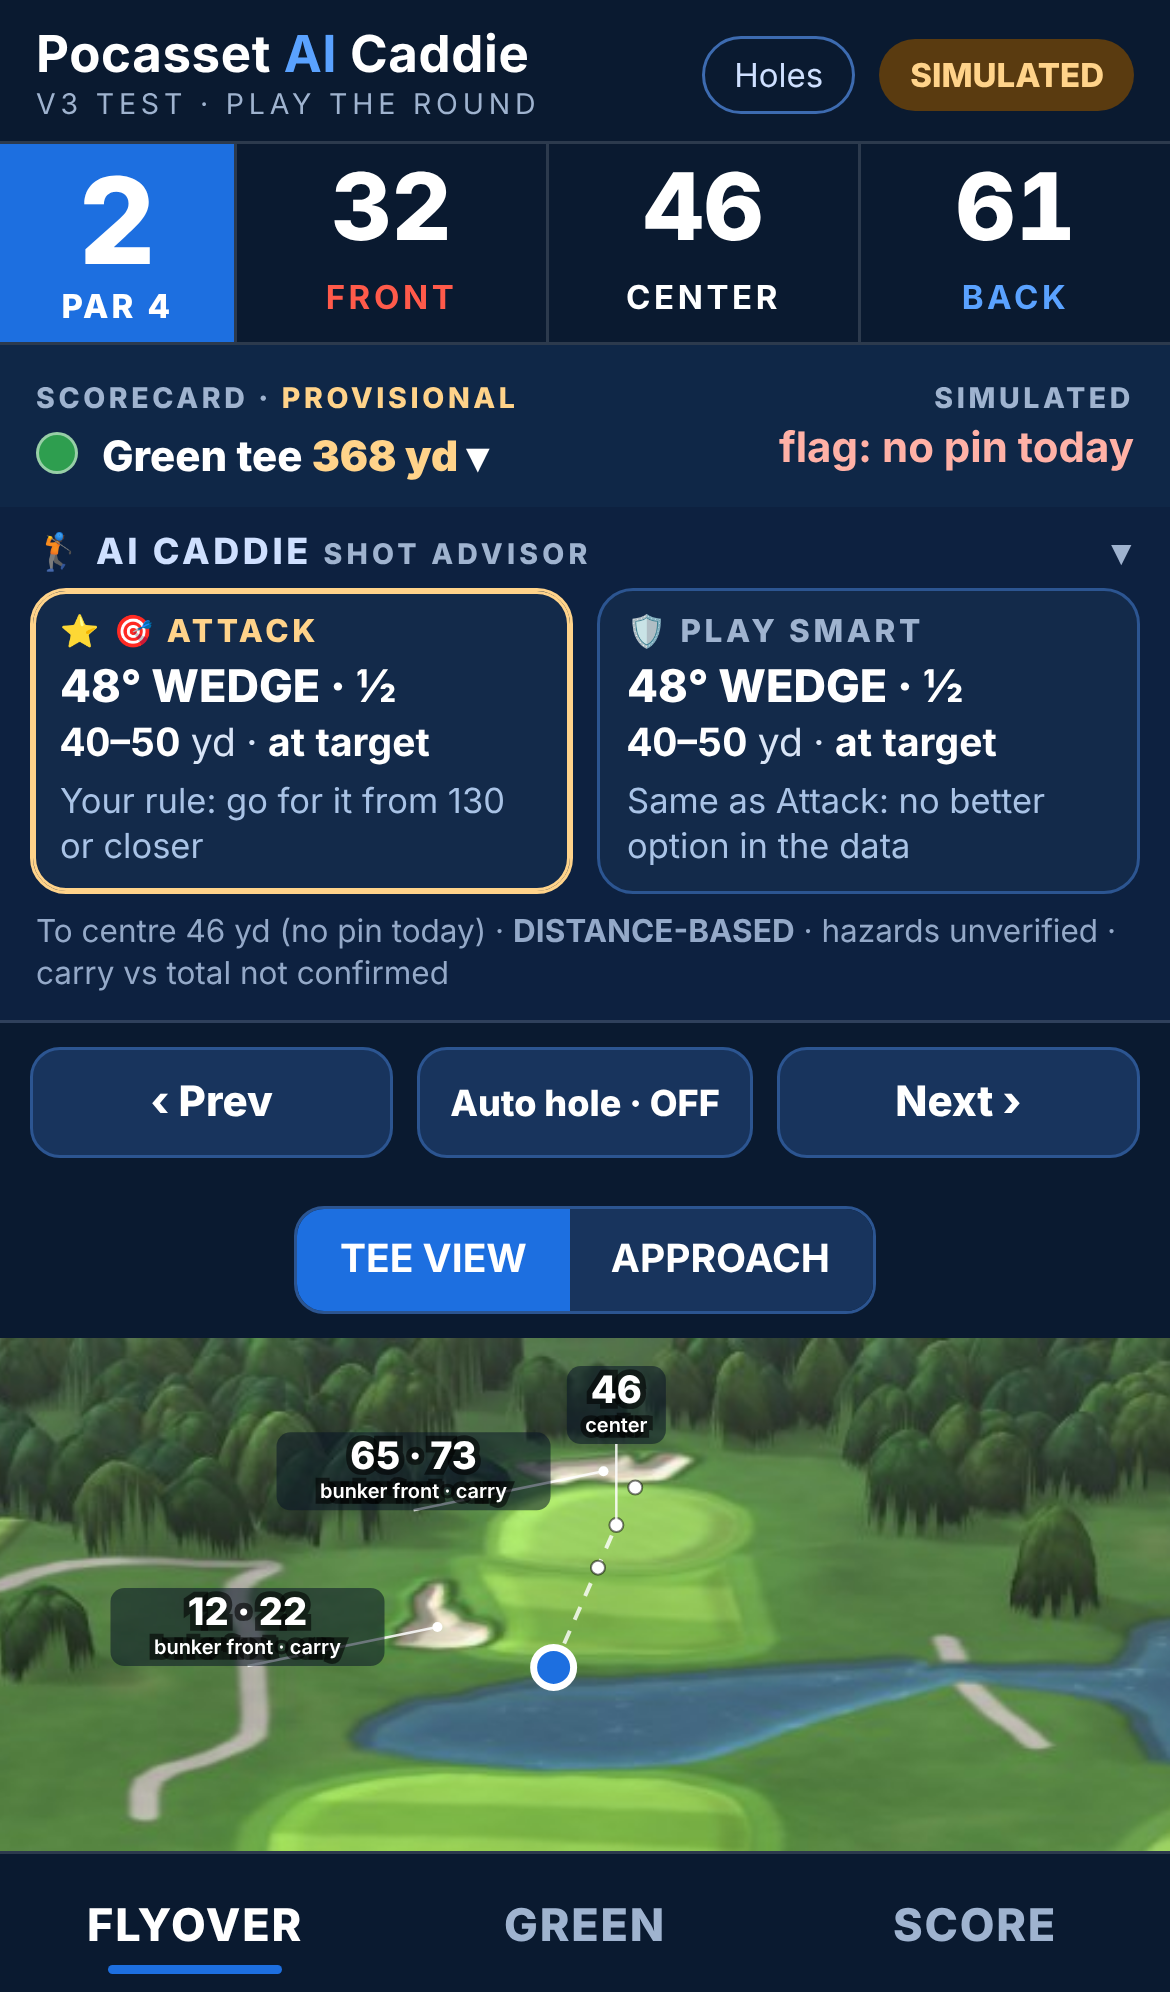 Pocasset AI Caddie
V3 TEST · PLAY THE ROUND
Holes
SIMULATED
2
PAR 4
32
FRONT
46
CENTER
61
BACK
SCORECARD · PROVISIONAL
Green tee 368 yd ▾
SIMULATED
flag: no pin today
AI CADDIE SHOT ADVISOR
▾
ATTACK
48° WEDGE · ½
40–50 yd · at target
Your rule: go for it from 130
or closer
PLAY SMART
48° WEDGE · ½
40–50 yd · at target
Same as Attack: no better
option in the data
To centre 46 yd (no pin today) · DISTANCE-BASED · hazards unverified ·
carry vs total not confirmed
‹ Prev
Auto hole · OFF
Next ›
TEE VIEW
APPROACH
46
center
65 · 73
bunker front · carry
12 · 22
bunker front · carry
FLYOVER
GREEN
SCORE